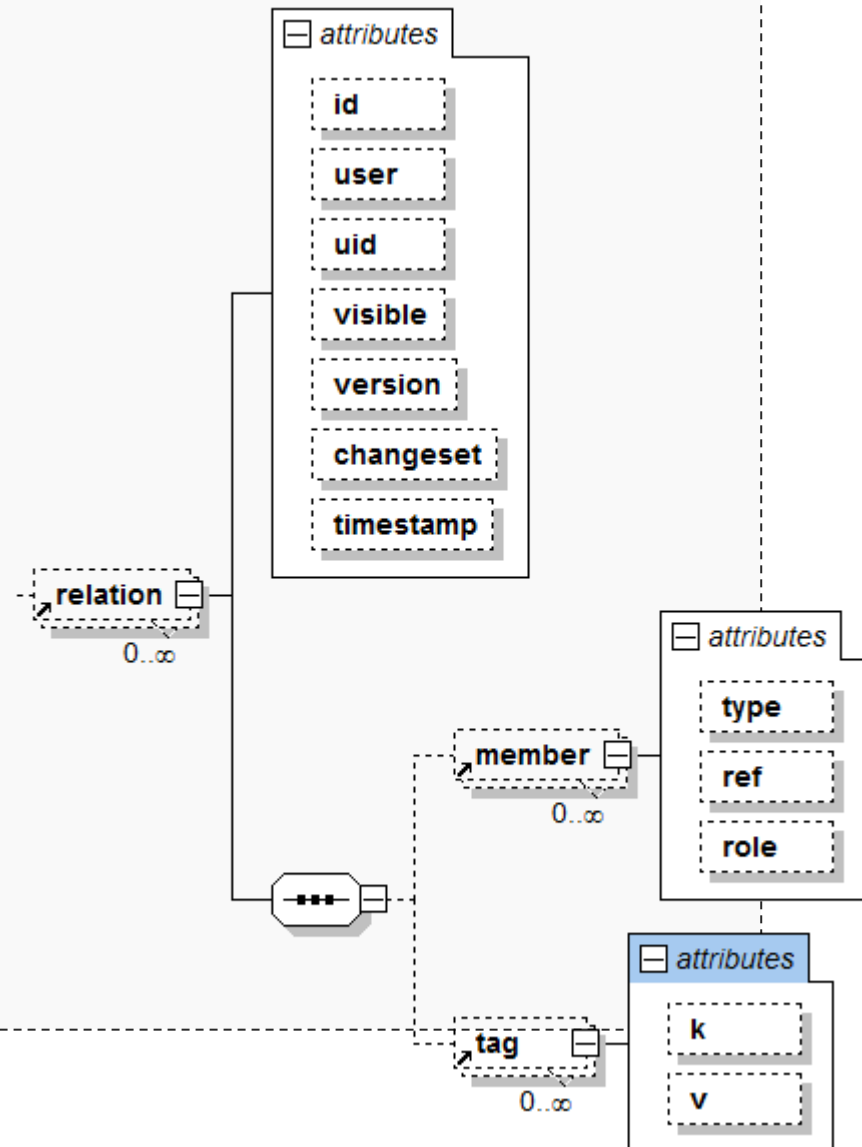 attributes
id
user
uid
visible
version
changeset
timestamp
relation
0..∞
attributes
type
ref
role
member
0..∞
attributes
k
v
tag
0..∞